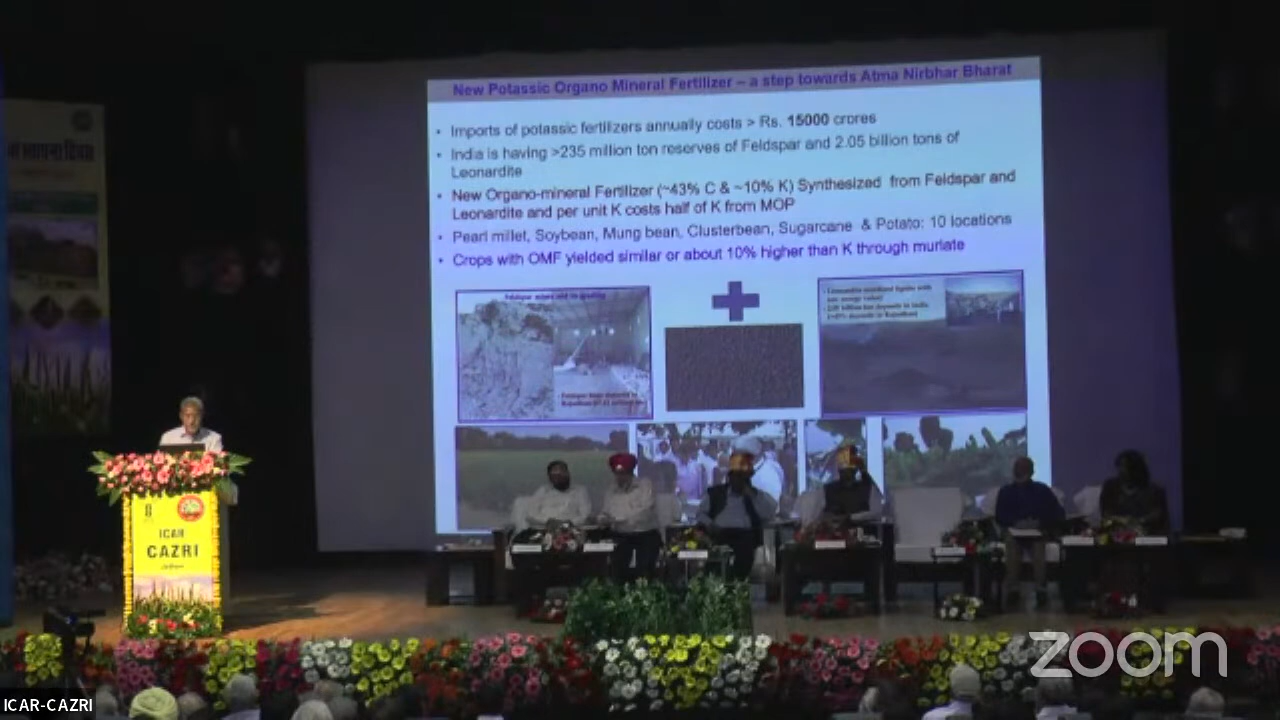 New Potassic Organo Mineral Fertilizer – a step towards Atma Nirbhar Bharat
• Imports of potassic fertilizers annually costs > Rs. 15000 crores
• India is having >235 million ton reserves of Feldspar and 2.05 billion tons of
Leonardite
• New Organo-mineral Fertilizer (~43% C & ~10% K) Synthesized from Feldspar and
Leonardite and per unit K costs half of K from MOP
• Pearl millet, Soybean, Mung bean, Clusterbean, Sugarcane & Potato: 10 locations
• Crops with OMF yielded similar or about 10% higher than K through muriate
ICAR
CAZRI
zoom
ICAR-CAZRI